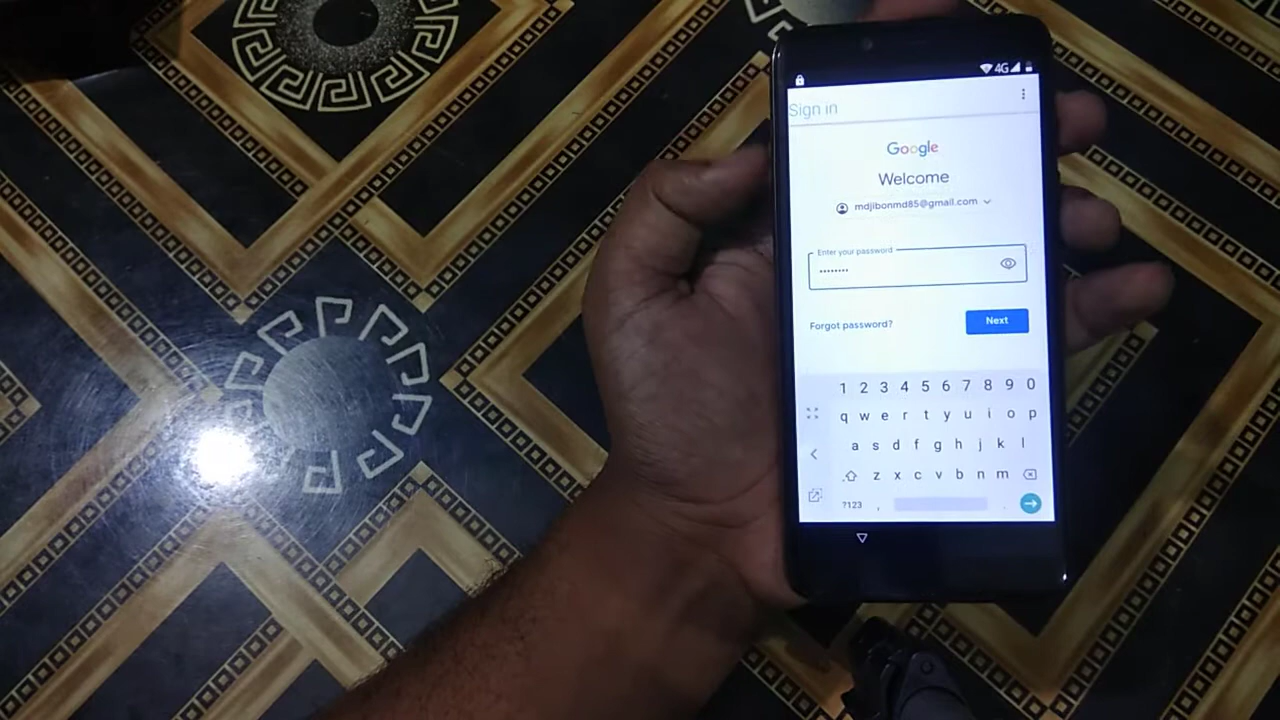 4G
Sign in
Google
Welcome
mdjibonmd85@gmail.com
Enter your password
••••••••
Forgot password?
Next
1 2 3 4 5 6 7 8 9 0
q w e r t y u i o p
a s d f g h j k l
z x c v b n m
?123 , .